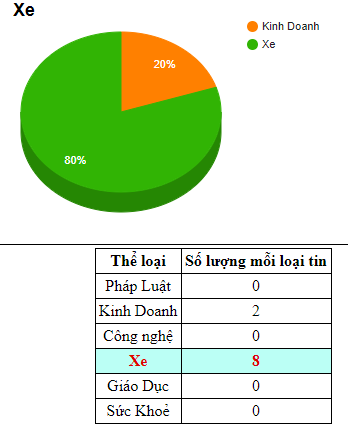 Xe
Kinh Doanh
Xe
20%
80%
Thể loại Số lượng mỗi loại tin
Pháp Luật 0
Kinh Doanh 2
Công nghệ 0
Xe 8
Giáo Dục 0
Sức Khoẻ 0